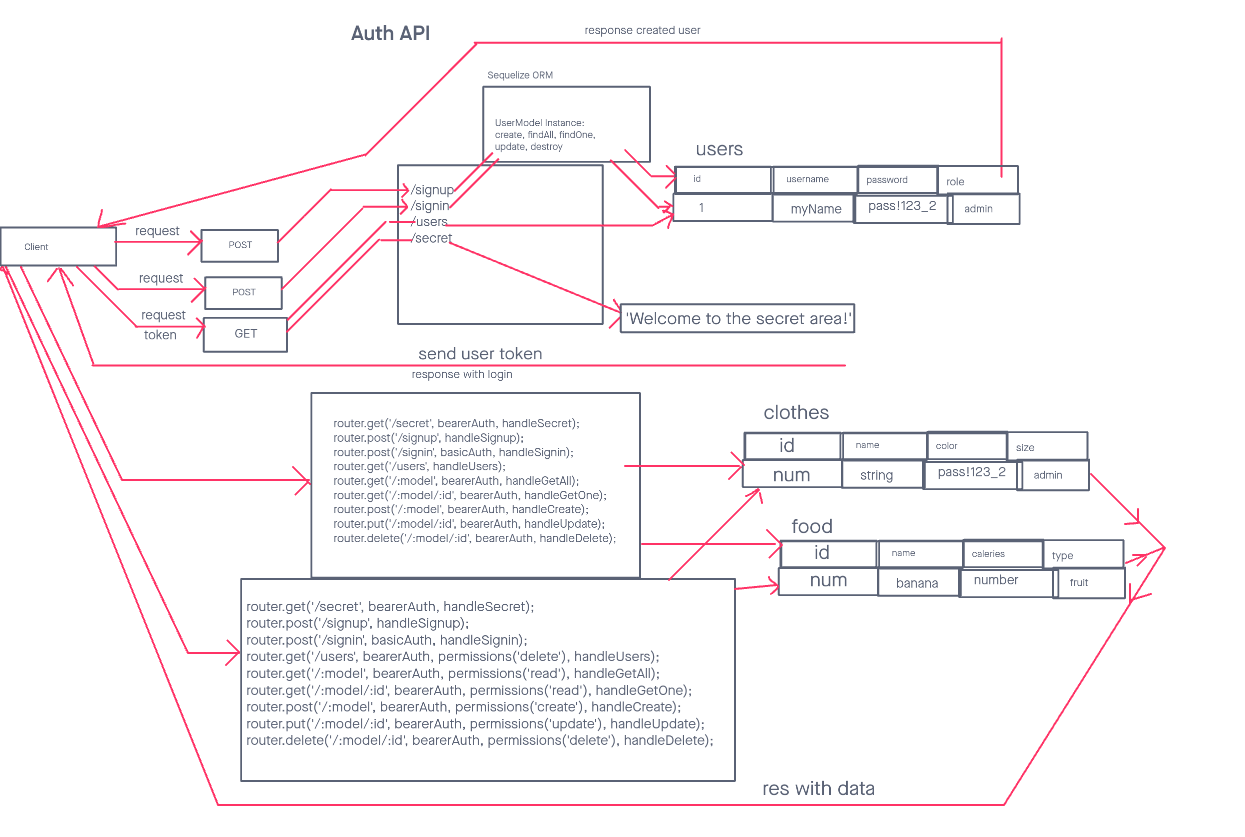 Auth API
response created user
Sequelize ORM
UserModel Instance:
create, findAll, findOne,
update, destroy
users
id username password role
1 myName pass!123_2 admin
/signup
/signin
/users
/secret
Client
request
POST
request
POST
request
token
GET
'Welcome to the secret area!'
send user token
response with login
router.get('/secret', bearerAuth, handleSecret);
router.post('/signup', handleSignup);
router.post('/signin', basicAuth, handleSignin);
router.get('/users', handleUsers);
router.get('/:model', bearerAuth, handleGetAll);
router.get('/:model/:id', bearerAuth, handleGetOne);
router.post('/:model', bearerAuth, handleCreate);
router.put('/:model/:id', bearerAuth, handleUpdate);
router.delete('/:model/:id', bearerAuth, handleDelete);
clothes
id name color size
num string pass!123_2 admin
food
id name caleries type
num banana number fruit
router.get('/secret', bearerAuth, handleSecret);
router.post('/signup', handleSignup);
router.post('/signin', basicAuth, handleSignin);
router.get('/users', bearerAuth, permissions('delete'), handleUsers);
router.get('/:model', bearerAuth, permissions('read'), handleGetAll);
router.get('/:model/:id', bearerAuth, permissions('read'), handleGetOne);
router.post('/:model', bearerAuth, permissions('create'), handleCreate);
router.put('/:model/:id', bearerAuth, permissions('update'), handleUpdate);
router.delete('/:model/:id', bearerAuth, permissions('delete'), handleDelete);
res with data